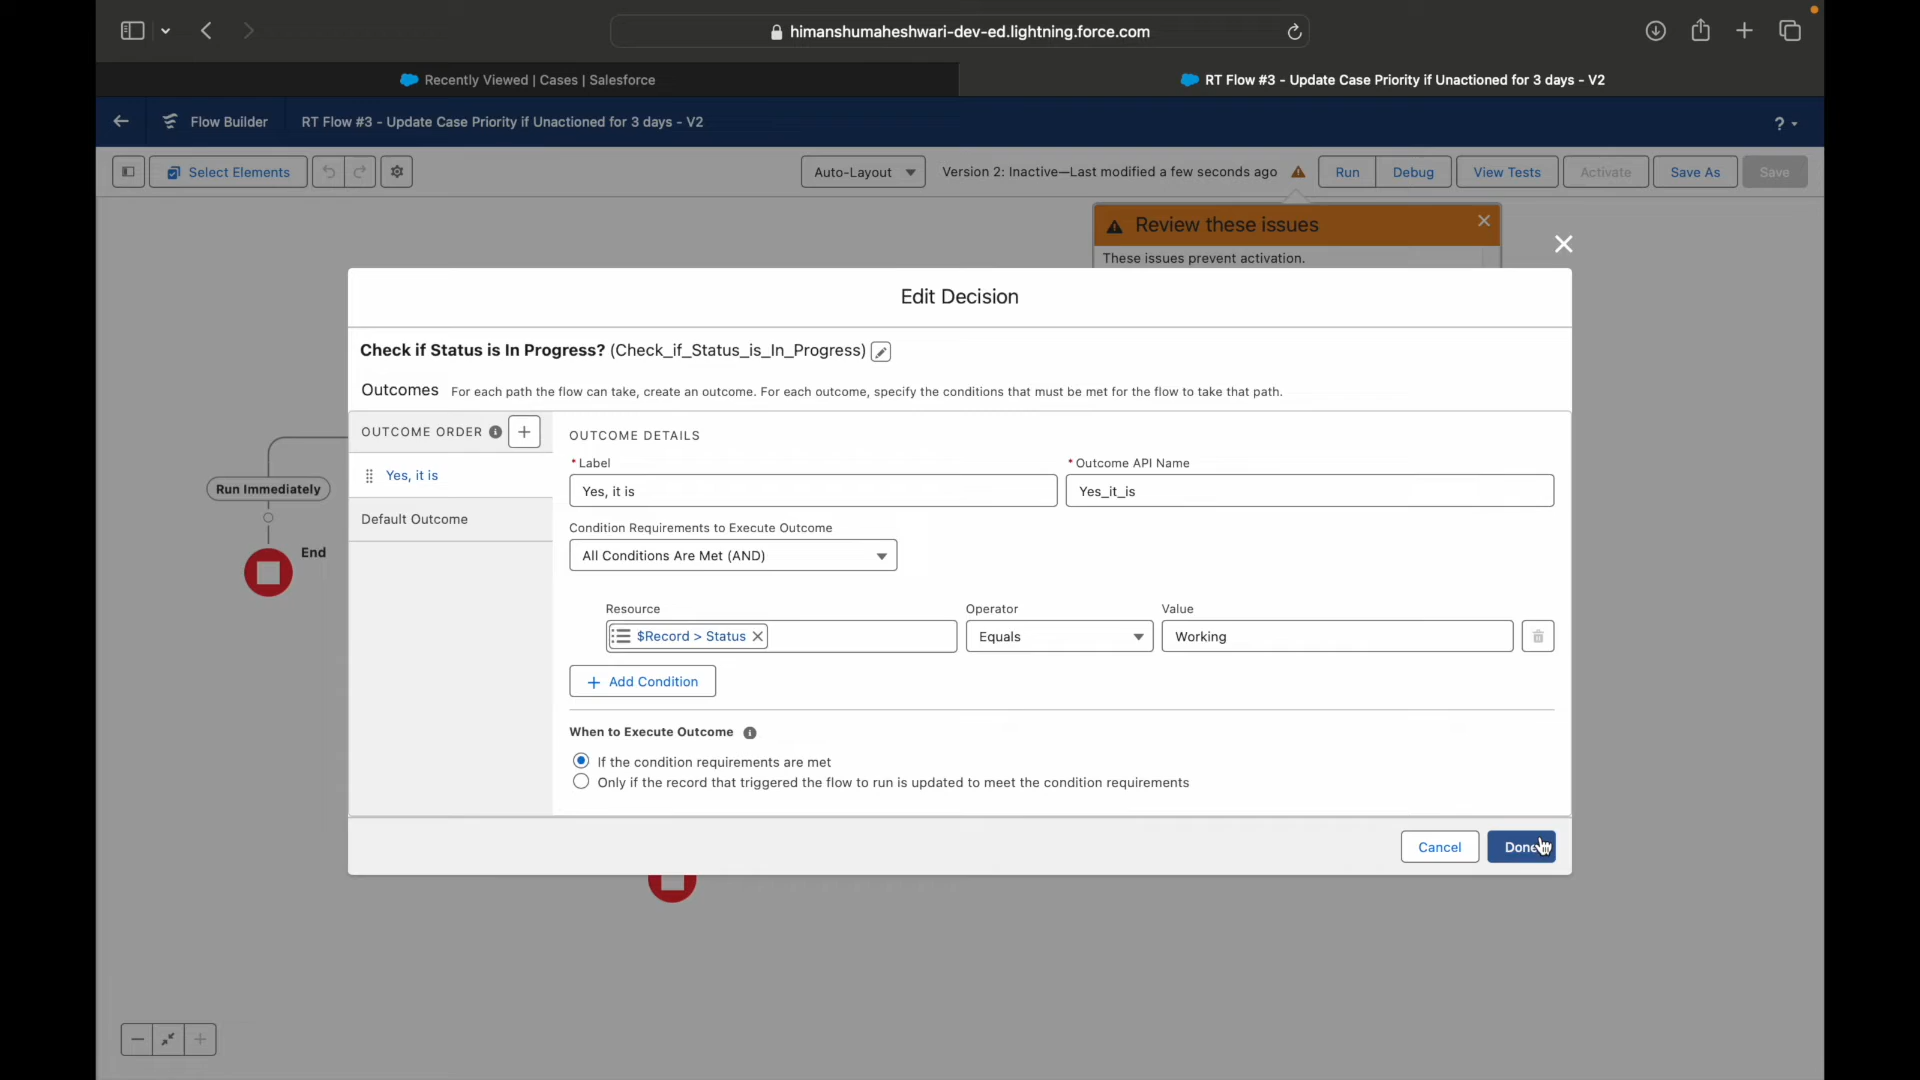 himanshumaheshwari-dev-ed.lightning.force.com
Recently Viewed | Cases | Salesforce
RT Flow #3 - Update Case Priority if Unactioned for 3 days - V2
Flow Builder
RT Flow #3 - Update Case Priority if Unactioned for 3 days - V2
?
Select Elements
Auto-Layout
Version 2: Inactive—Last modified a few seconds ago
Run
Debug
View Tests
Activate
Save As
Save
Review these issues
These issues prevent activation.
Edit Decision
Check if Status is In Progress? (Check_if_Status_is_In_Progress)
Outcomes For each path the flow can take, create an outcome. For each outcome, specify the conditions that must be met for the flow to take that path.
OUTCOME ORDER
Yes, it is
Default Outcome
OUTCOME DETAILS
* Label
Yes, it is
* Outcome API Name
Yes_it_is
Condition Requirements to Execute Outcome
All Conditions Are Met (AND)
Resource
$Record > Status
Operator
Equals
Value
Working
+ Add Condition
When to Execute Outcome
If the condition requirements are met
Only if the record that triggered the flow to run is updated to meet the condition requirements
Cancel
Done
Run Immediately
End